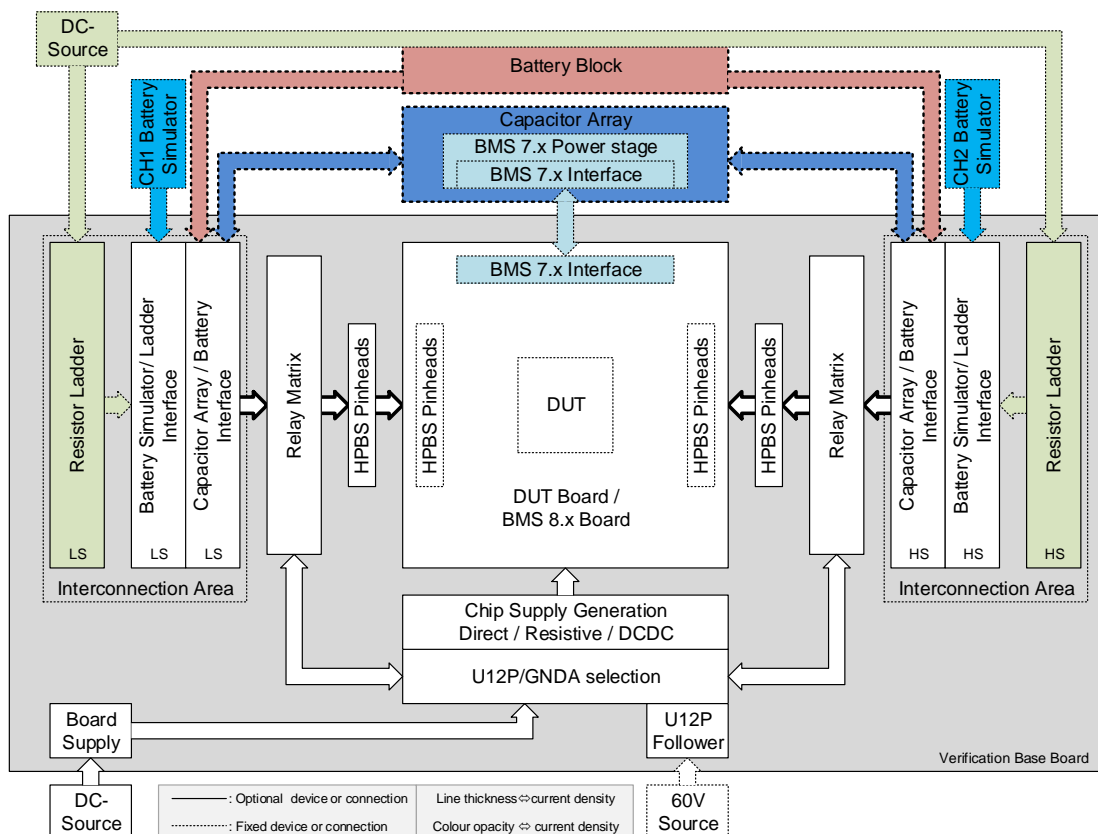 DC-
Source
Battery Block
CH1 Battery
Simulator
Capacitor Array
BMS 7.x Power stage
BMS 7.x Interface
CH2 Battery
Simulator
BMS 7.x Interface
Resistor Ladder
LS
Battery Simulator/ Ladder
Interface
LS
Capacitor Array / Battery
Interface
LS
Interconnection Area
Relay Matrix
HPBS Pinheads
HPBS Pinheads
DUT
DUT Board /
BMS 8.x Board
HPBS Pinheads
HPBS Pinheads
Relay Matrix
Capacitor Array / Battery
Interface
HS
Battery Simulator/Ladder
Interface
HS
Resistor Ladder
HS
Interconnection Area
Chip Supply Generation
Direct / Resistive / DCDC
U12P/GNDA selection
Board
Supply
U12P
Follower
Verification Base Board
DC-
Source
: Optional device or connection
: Fixed device or connection
Line thickness⇔current density
Colour opacity ⇔ current density
60V
Source